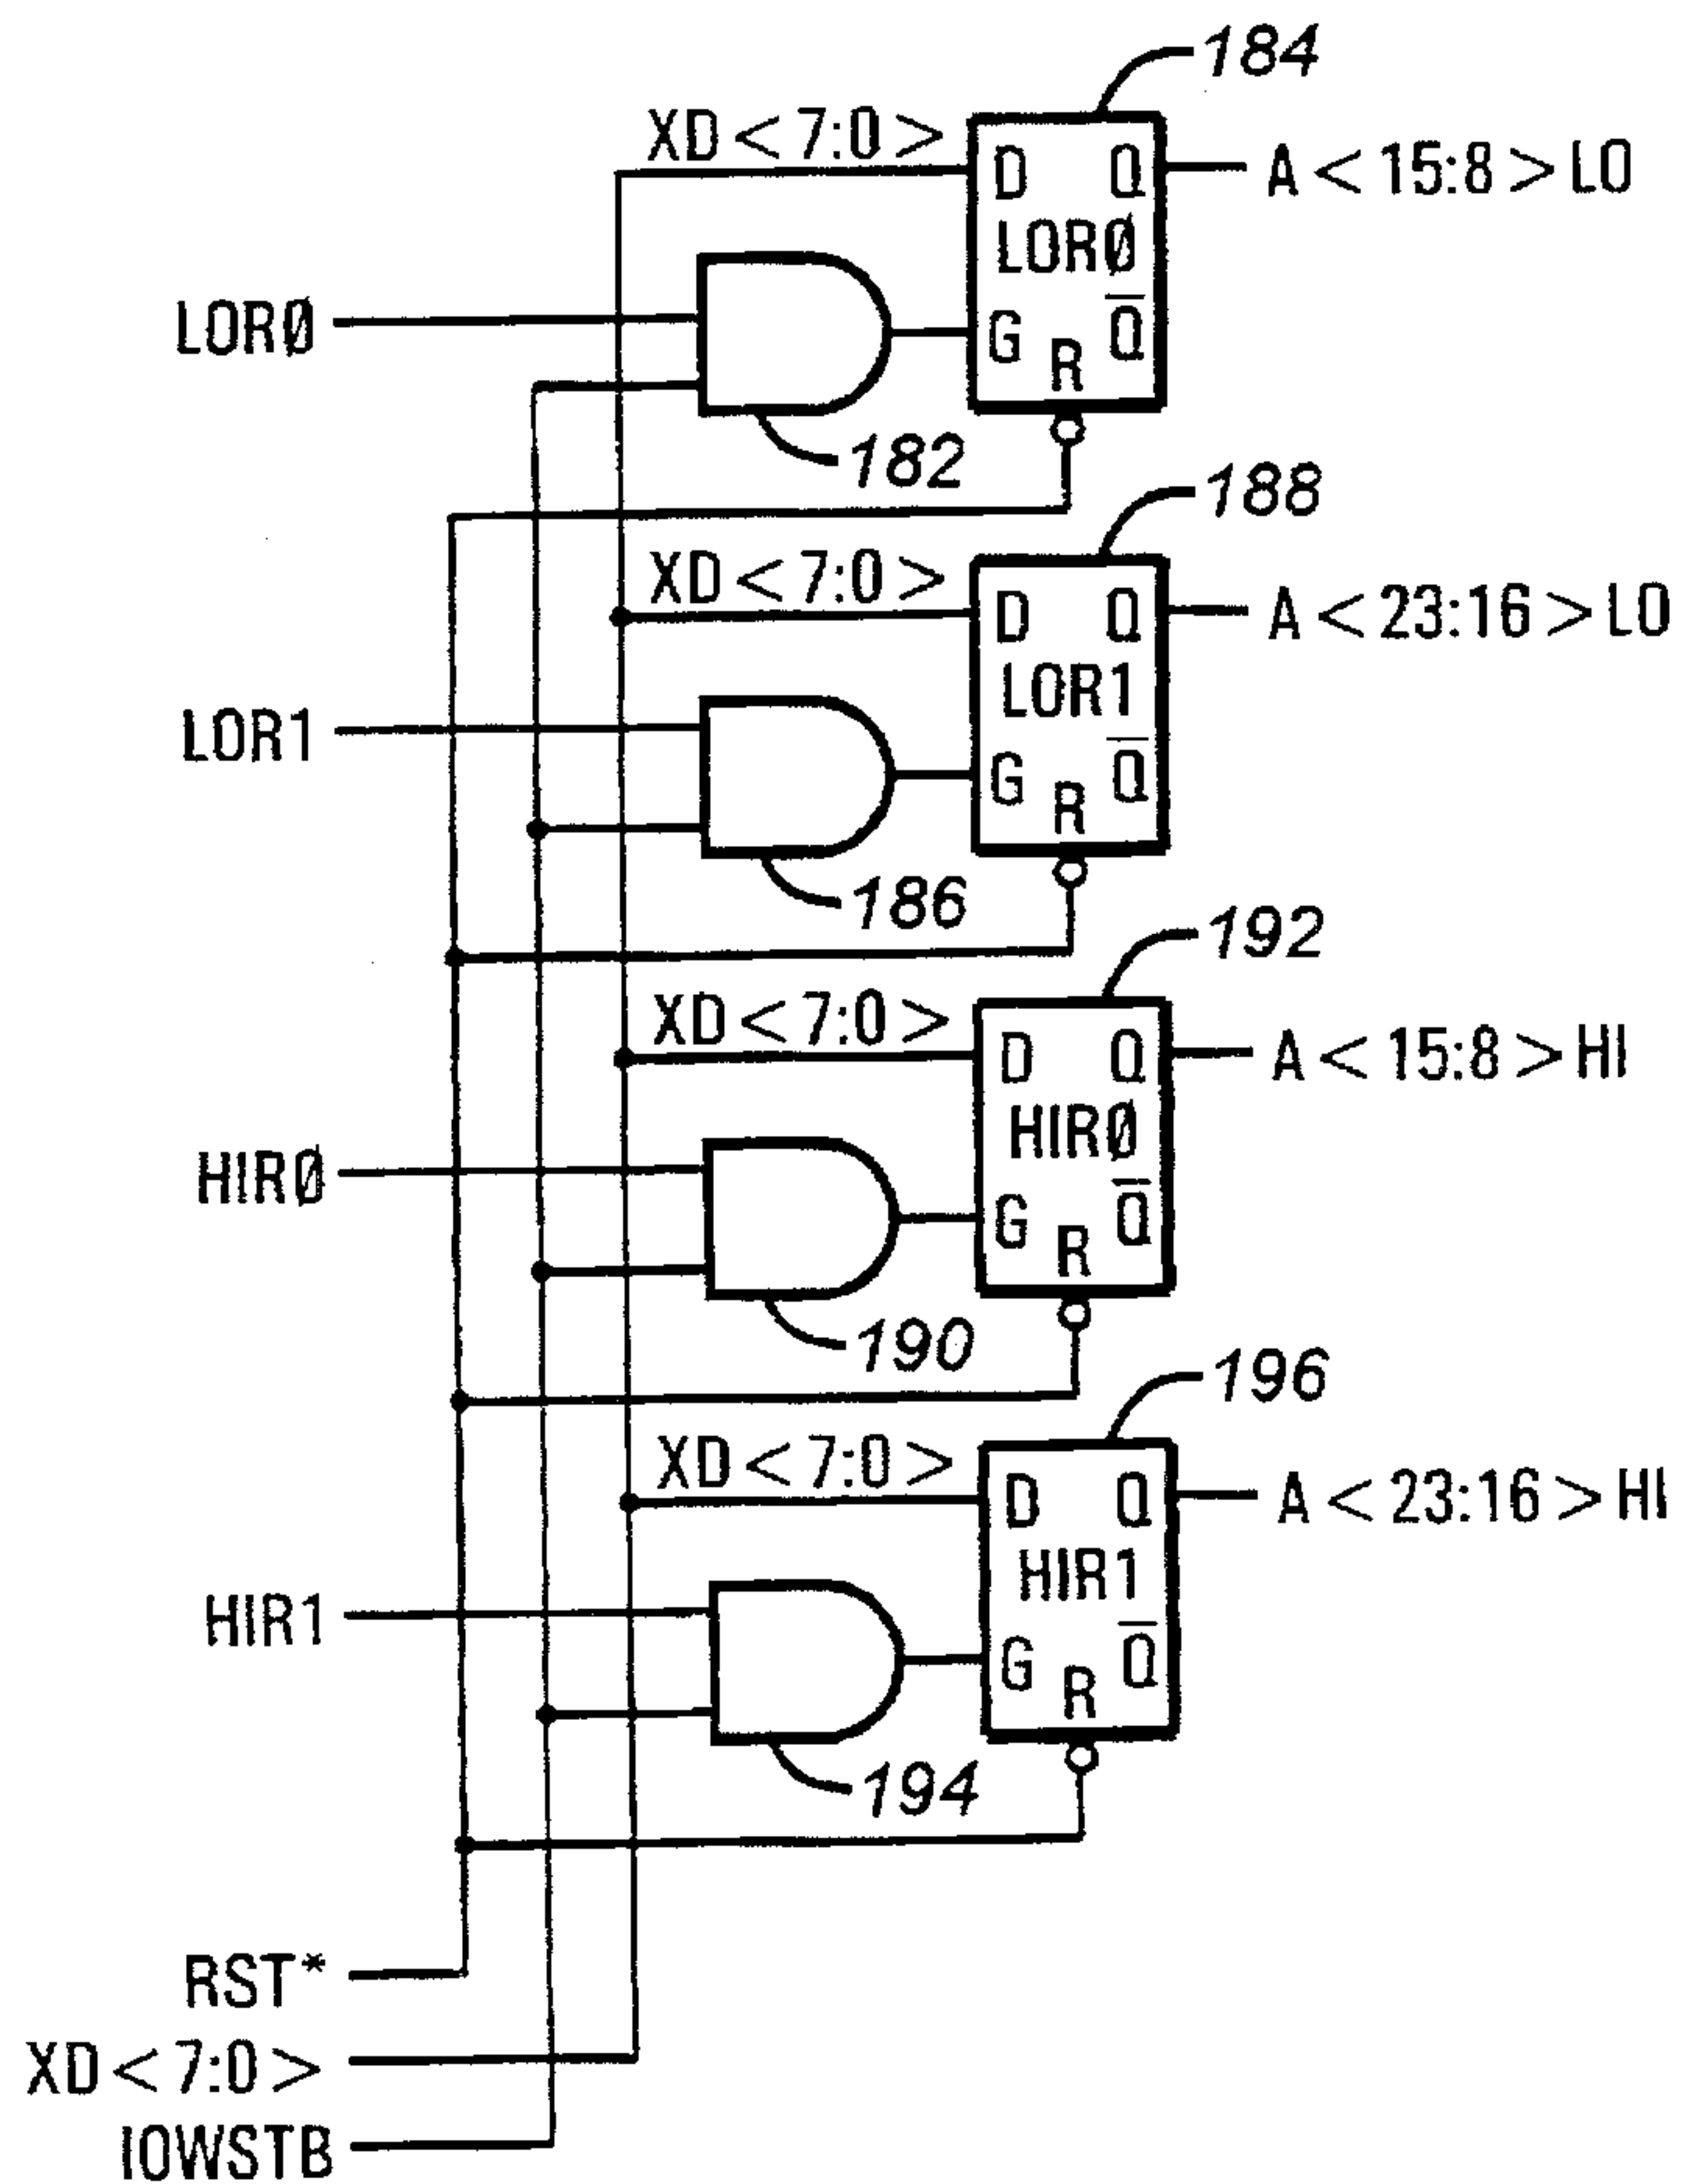 184
XD<7:0>
D Q
A<15:8>LO
LORØ
LORØ
G R Q̅
182
188
XD<7:0>
D Q
A<23:16>LO
LOR1
LOR1
G R Q̅
186
192
XD<7:0>
D Q
A<15:8>HI
HIRØ
HIRØ
G R Q̅
190
196
XD<7:0>
D Q
A<23:16>HI
HIR1
HIR1
G R Q̅
194
RST*
XD<7:0>
IOWSTB